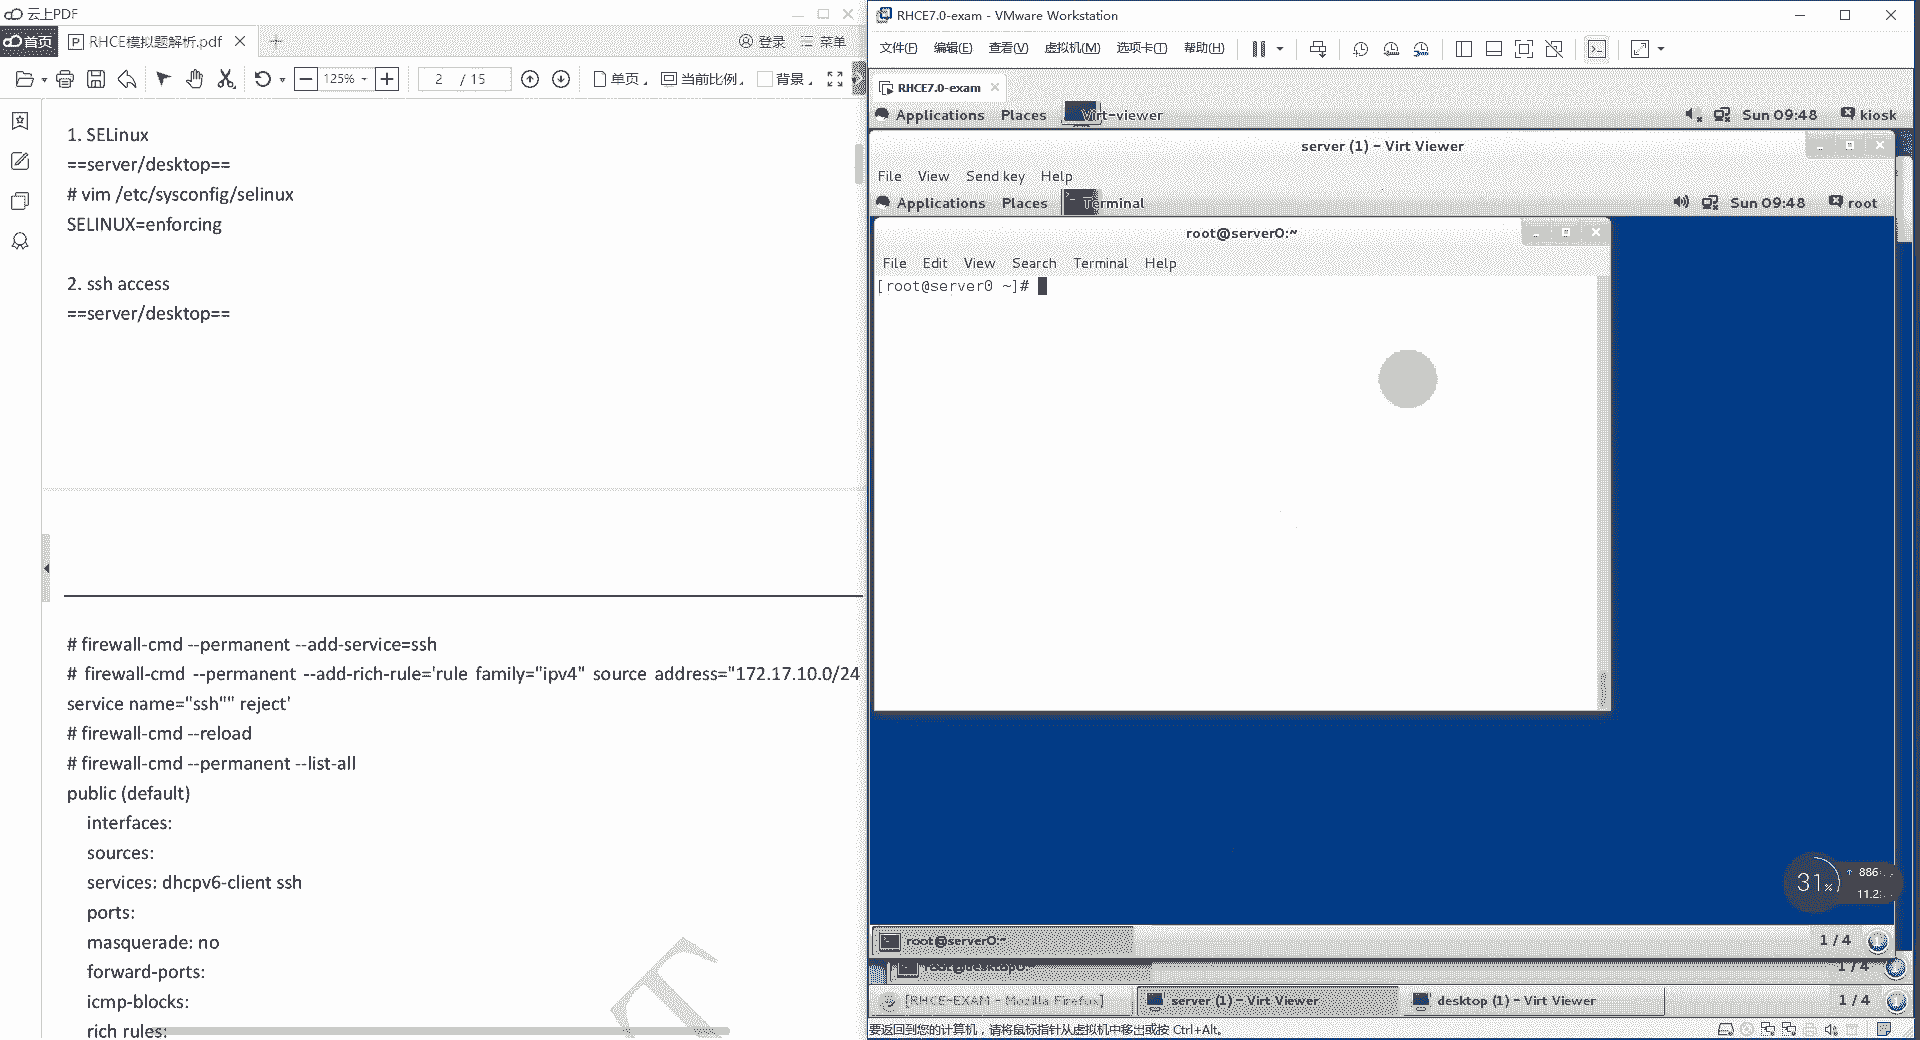 云上PDF
首页
RHCE模拟题解析.pdf
登录
菜单
125%
2 / 15
单页
当前比例
背景
1. SELinux
==server/desktop==
# vim /etc/sysconfig/selinux
SELINUX=enforcing
2. ssh access
==server/desktop==
# firewall-cmd --permanent --add-service=ssh
# firewall-cmd --permanent --add-rich-rule='rule family="ipv4" source address="172.17.10.0/24
service name="ssh"" reject'
# firewall-cmd --reload
# firewall-cmd --permanent --list-all
public (default)
interfaces:
sources:
services: dhcpv6-client ssh
ports:
masquerade: no
forward-ports:
icmp-blocks:
rich rules:
T
RHCE7.0-exam - VMware Workstation
文件(F) 编辑(E) 查看(V) 虚拟机(M) 选项卡(T) 帮助(H)
RHCE7.0-exam
Applications Places Virt-viewer Sun 09:48 kiosk
server (1) – Virt Viewer
File View Send key Help
Applications Places Terminal Sun 09:48 root
root@server0:~
File Edit View Search Terminal Help
[root@server0 ~]#
31%
886
11.2
root@server0:~ 1 / 4
root@desktop0: 1 / 4
[RHCE-EXAM – Mozilla Firefox] server (1) – Virt Viewer desktop (1) – Virt Viewer 1 / 4
要返回到您的计算机，请将鼠标指针从虚拟机中移出或按 Ctrl+Alt。